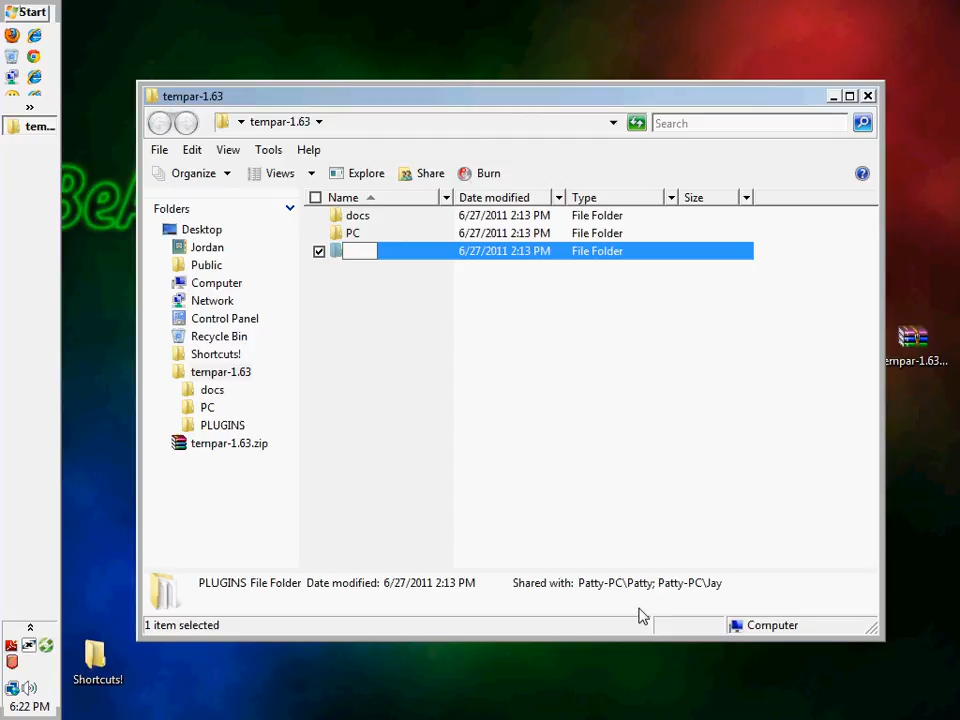 Start
»
tem...
tempar-1.63
tempar-1.63
Search
File Edit View Tools Help
Organize Views Explore Share Burn
Folders
Name Date modified Type Size
docs 6/27/2011 2:13 PM File Folder
PC 6/27/2011 2:13 PM File Folder
6/27/2011 2:13 PM File Folder
Desktop
Jordan
Public
Computer
Network
Control Panel
Recycle Bin
Shortcuts!
tempar-1.63
docs
PC
PLUGINS
tempar-1.63.zip
PLUGINS File Folder Date modified: 6/27/2011 2:13 PM Shared with: Patty-PC\Patty; Patty-PC\Jay
1 item selected Computer
tempar-1.63...
Shortcuts!
6:22 PM